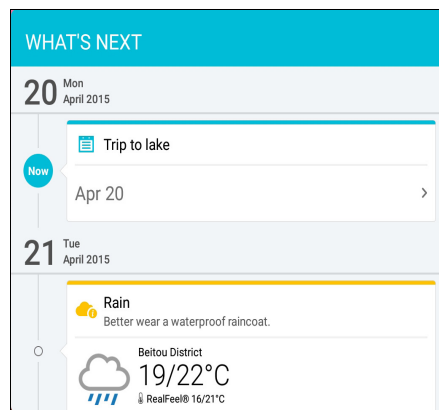 WHAT'S NEXT
20 Mon
April 2015
Trip to lake
Now
Apr 20
21 Tue
April 2015
Rain
Better wear a waterproof raincoat.
Beitou District
19/22°C
RealFeel® 16/21°C